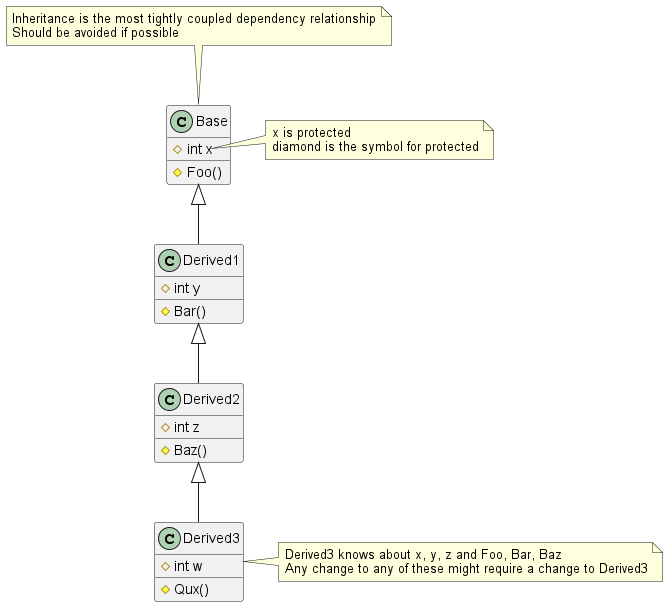 Inheritance is the most tightly coupled dependency relationship
Should be avoided if possible
C Base
int x
Foo()
x is protected
diamond is the symbol for protected
C Derived1
int y
Bar()
C Derived2
int z
Baz()
C Derived3
int w
Qux()
Derived3 knows about x, y, z and Foo, Bar, Baz
Any change to any of these might require a change to Derived3